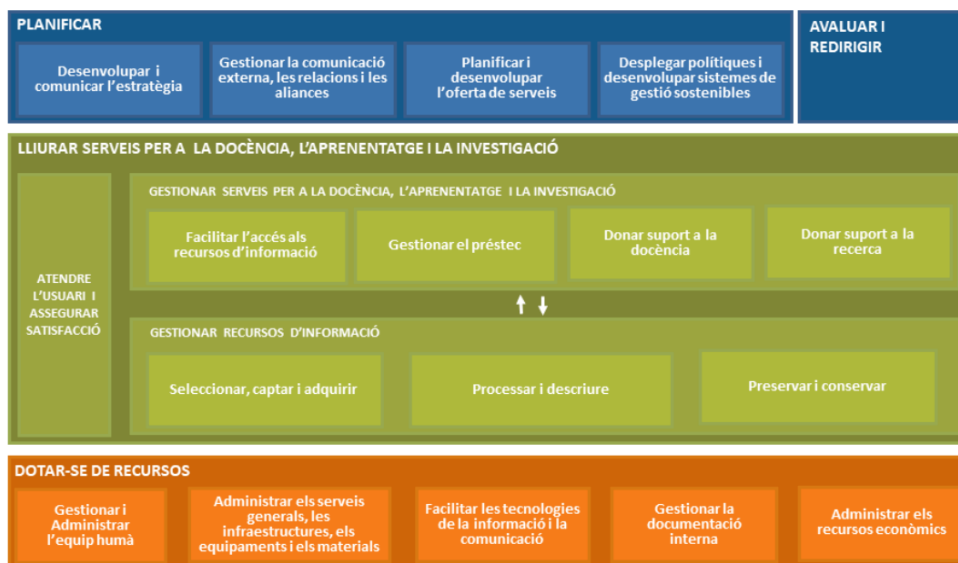 PLANIFICAR
Desenvolupar i
comunicar l'estratègia
Gestionar la comunicació
externa, les relacions i les
aliances
Planificar i
desenvolupar
l'oferta de serveis
Desplegar polítiques i
desenvolupar sistemes de
gestió sostenibles
AVALUAR I
REDIRIGIR
LLIURAR SERVEIS PER A LA DOCÈNCIA, L'APRENENTATGE I LA INVESTIGACIÓ
ATENDRE
L'USUARI I
ASSEGURAR
SATISFACCIÓ
GESTIONAR SERVEIS PER A LA DOCÈNCIA, L'APRENENTATGE I LA INVESTIGACIÓ
Facilitar l'accés als
recursos d'informació
Gestionar el préstec
Donar suport a la
docència
Donar suport a la
recerca
GESTIONAR RECURSOS D'INFORMACIÓ
Seleccionar, captar i adquirir
Processar i descriure
Preservar i conservar
DOTAR-SE DE RECURSOS
Gestionar i
Administrar
l'equip humà
Administrar els serveis
generals, les
infraestructures, els
equipaments i els materials
Facilitar les tecnologies
de la informació i la
comunicació
Gestionar la
documentació
interna
Administrar els
recursos econòmics